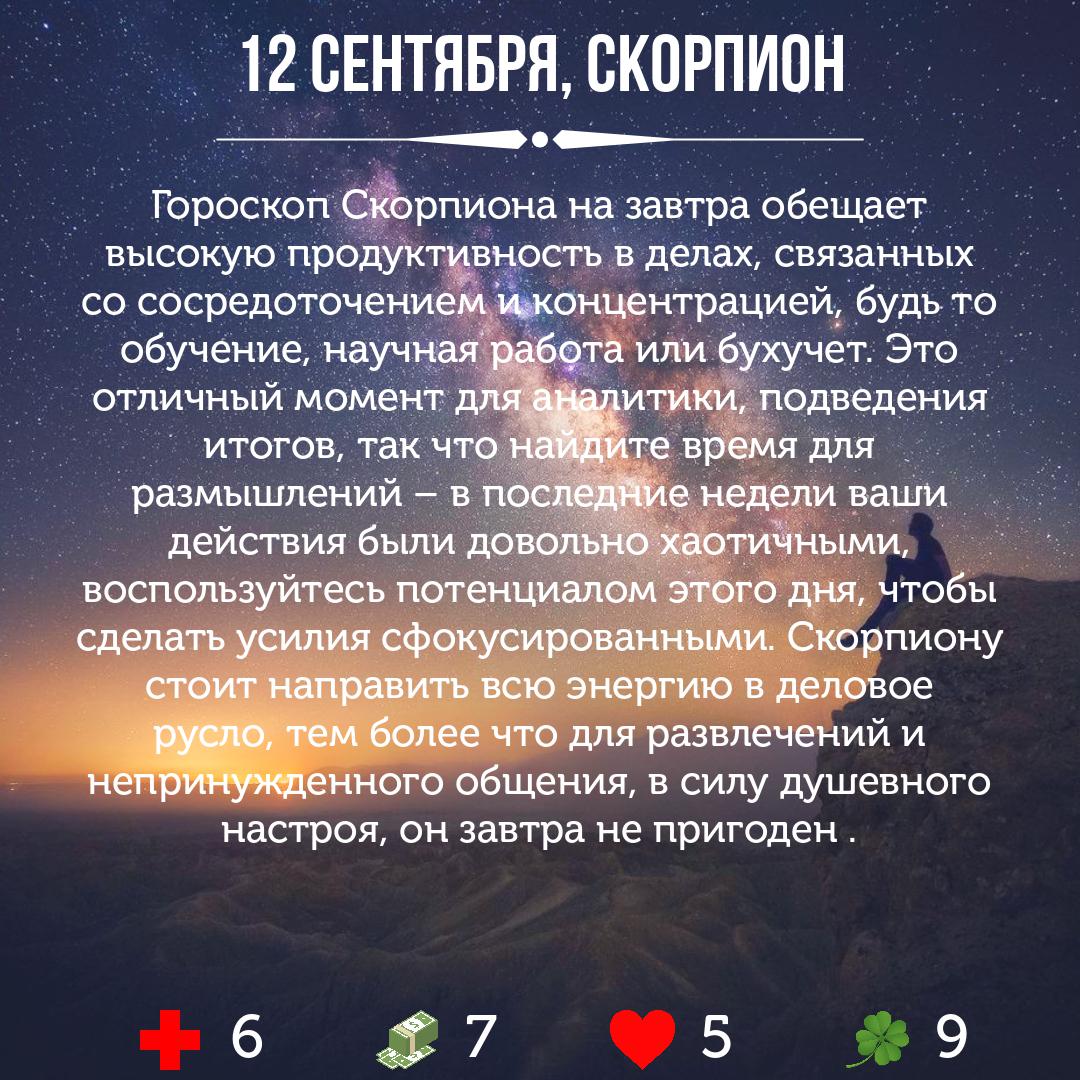 12 СЕНТЯБРЯ, СКОРПИОН
Гороскоп Скорпиона на завтра обещает
высокую продуктивность в делах, связанных
со сосредоточением и концентрацией, будь то
обучение, научная работа или бухучет. Это
отличный момент для аналитики, подведения
итогов, так что найдите время для
размышлений – в последние недели ваши
действия были довольно хаотичными,
воспользуйтесь потенциалом этого дня, чтобы
сделать усилия сфокусированными. Скорпиону
стоит направить всю энергию в деловое
русло, тем более что для развлечений и
непринужденного общения, в силу душевного
настроя, он завтра не пригоден .
6 7 5 9